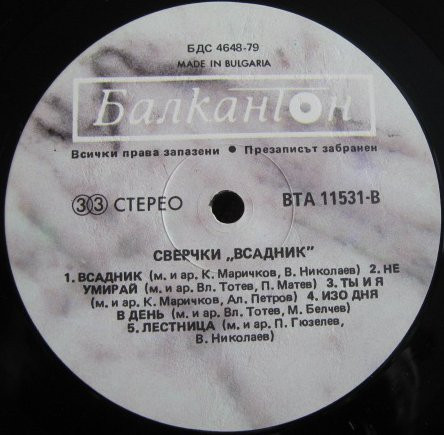 БДС 4648-79
MADE IN BULGARIA
Балкантон
Всички права запазени • Презаписът забранен
33 СТЕРЕО
ВТА 11531-В
СВЕРЧКИ „ВСАДНИК”
1. ВСАДНИК (м. и ар. К. Маричков, В. Николаев) 2. НЕ
УМИРАЙ (м. и ар. Вл. Тотев, П. Матев) 3. ТЫ И Я
(м. и ар. К. Маричков, Ал. Петров) 4. ИЗО ДНЯ
В ДЕНЬ (м. и ар. Вл. Тотев, М. Белчев)
5. ЛЕСТНИЦА (м. и ар. П. Гюзелев,
В. Николаев)